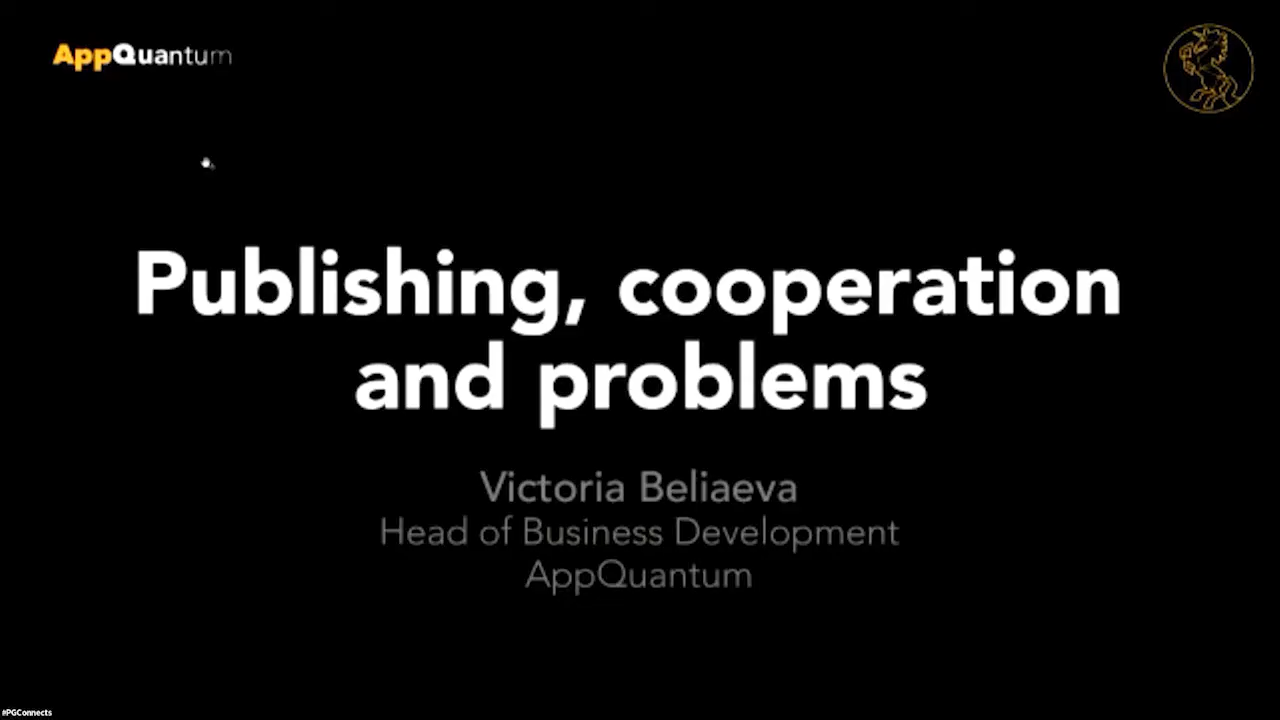 AppQuantum
Publishing, cooperation
and problems
Victoria Beliaeva
Head of Business Development
AppQuantum
#PGConnects